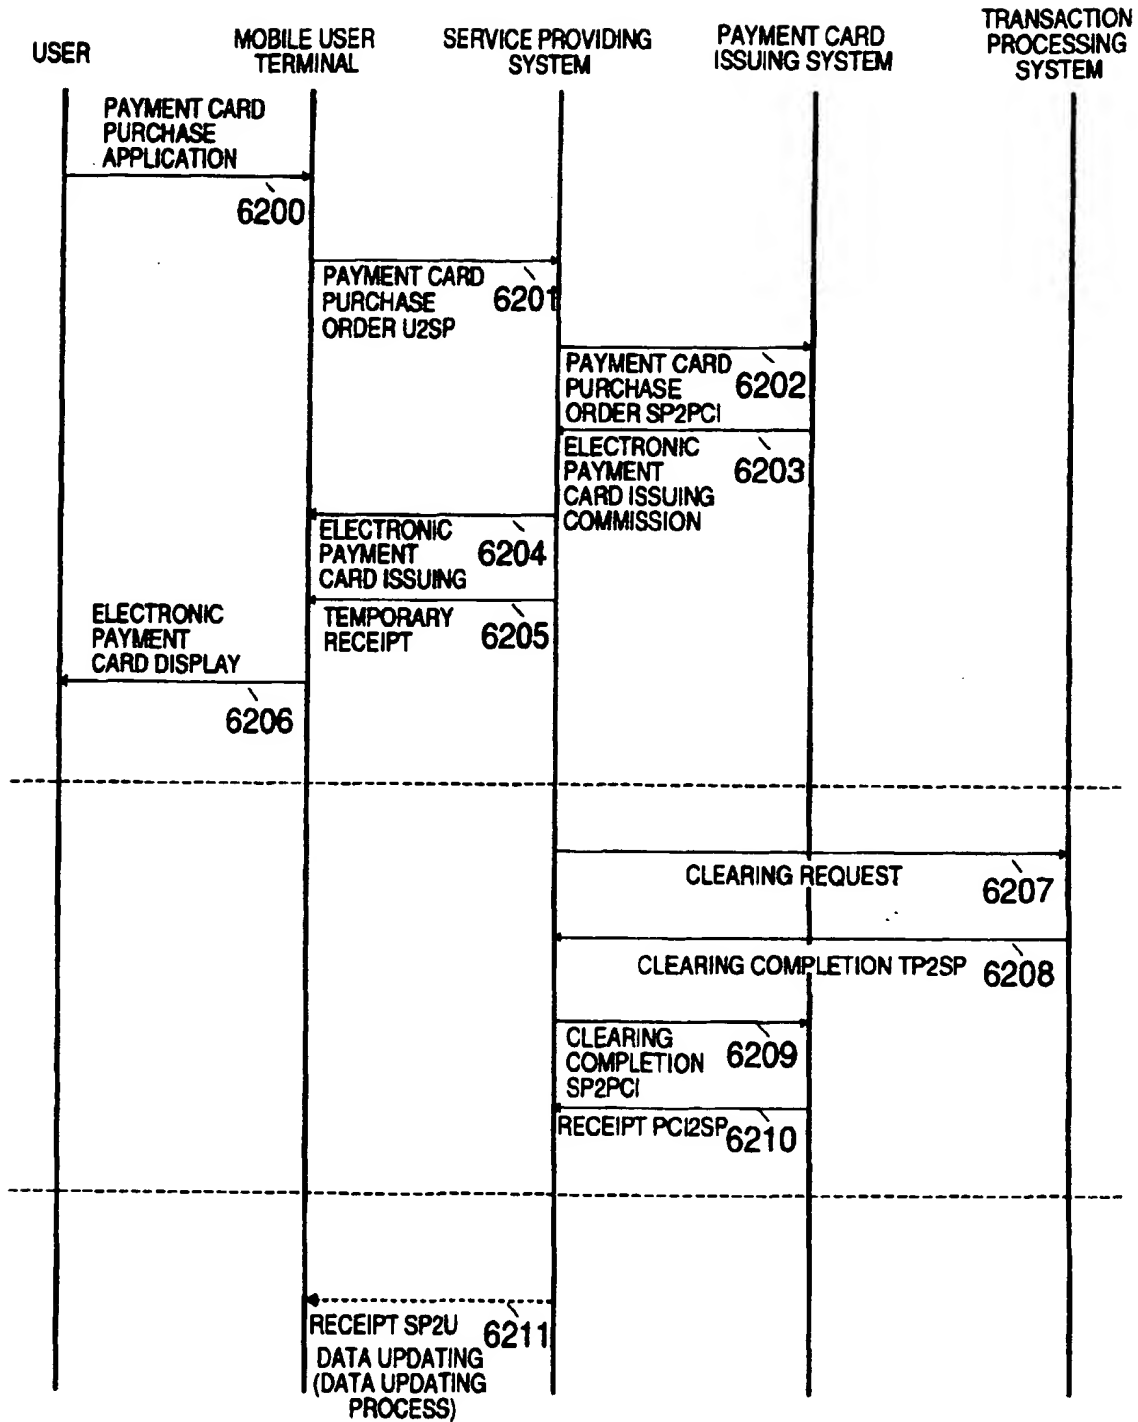 USER
MOBILE USER
TERMINAL
SERVICE PROVIDING
SYSTEM
PAYMENT CARD
ISSUING SYSTEM
TRANSACTION
PROCESSING
SYSTEM
PAYMENT CARD
PURCHASE
APPLICATION
6200
PAYMENT CARD
PURCHASE
ORDER U2SP
6201
PAYMENT CARD
PURCHASE
ORDER SP2PCI
6202
ELECTRONIC
PAYMENT
CARD ISSUING
COMMISSION
6203
ELECTRONIC
PAYMENT
CARD ISSUING
6204
TEMPORARY
RECEIPT
6205
ELECTRONIC
PAYMENT
CARD DISPLAY
6206
CLEARING REQUEST
6207
CLEARING COMPLETION TP2SP
6208
CLEARING
COMPLETION
SP2PCI
6209
RECEIPT PCI2SP
6210
RECEIPT SP2U
6211
DATA UPDATING
(DATA UPDATING
PROCESS)